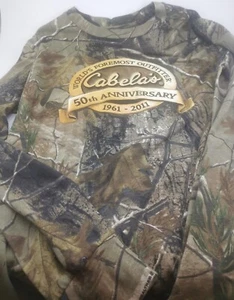 WORLD'S FOREMOST OUTFITTER
Cabela's
50th ANNIVERSARY
1961 - 2011